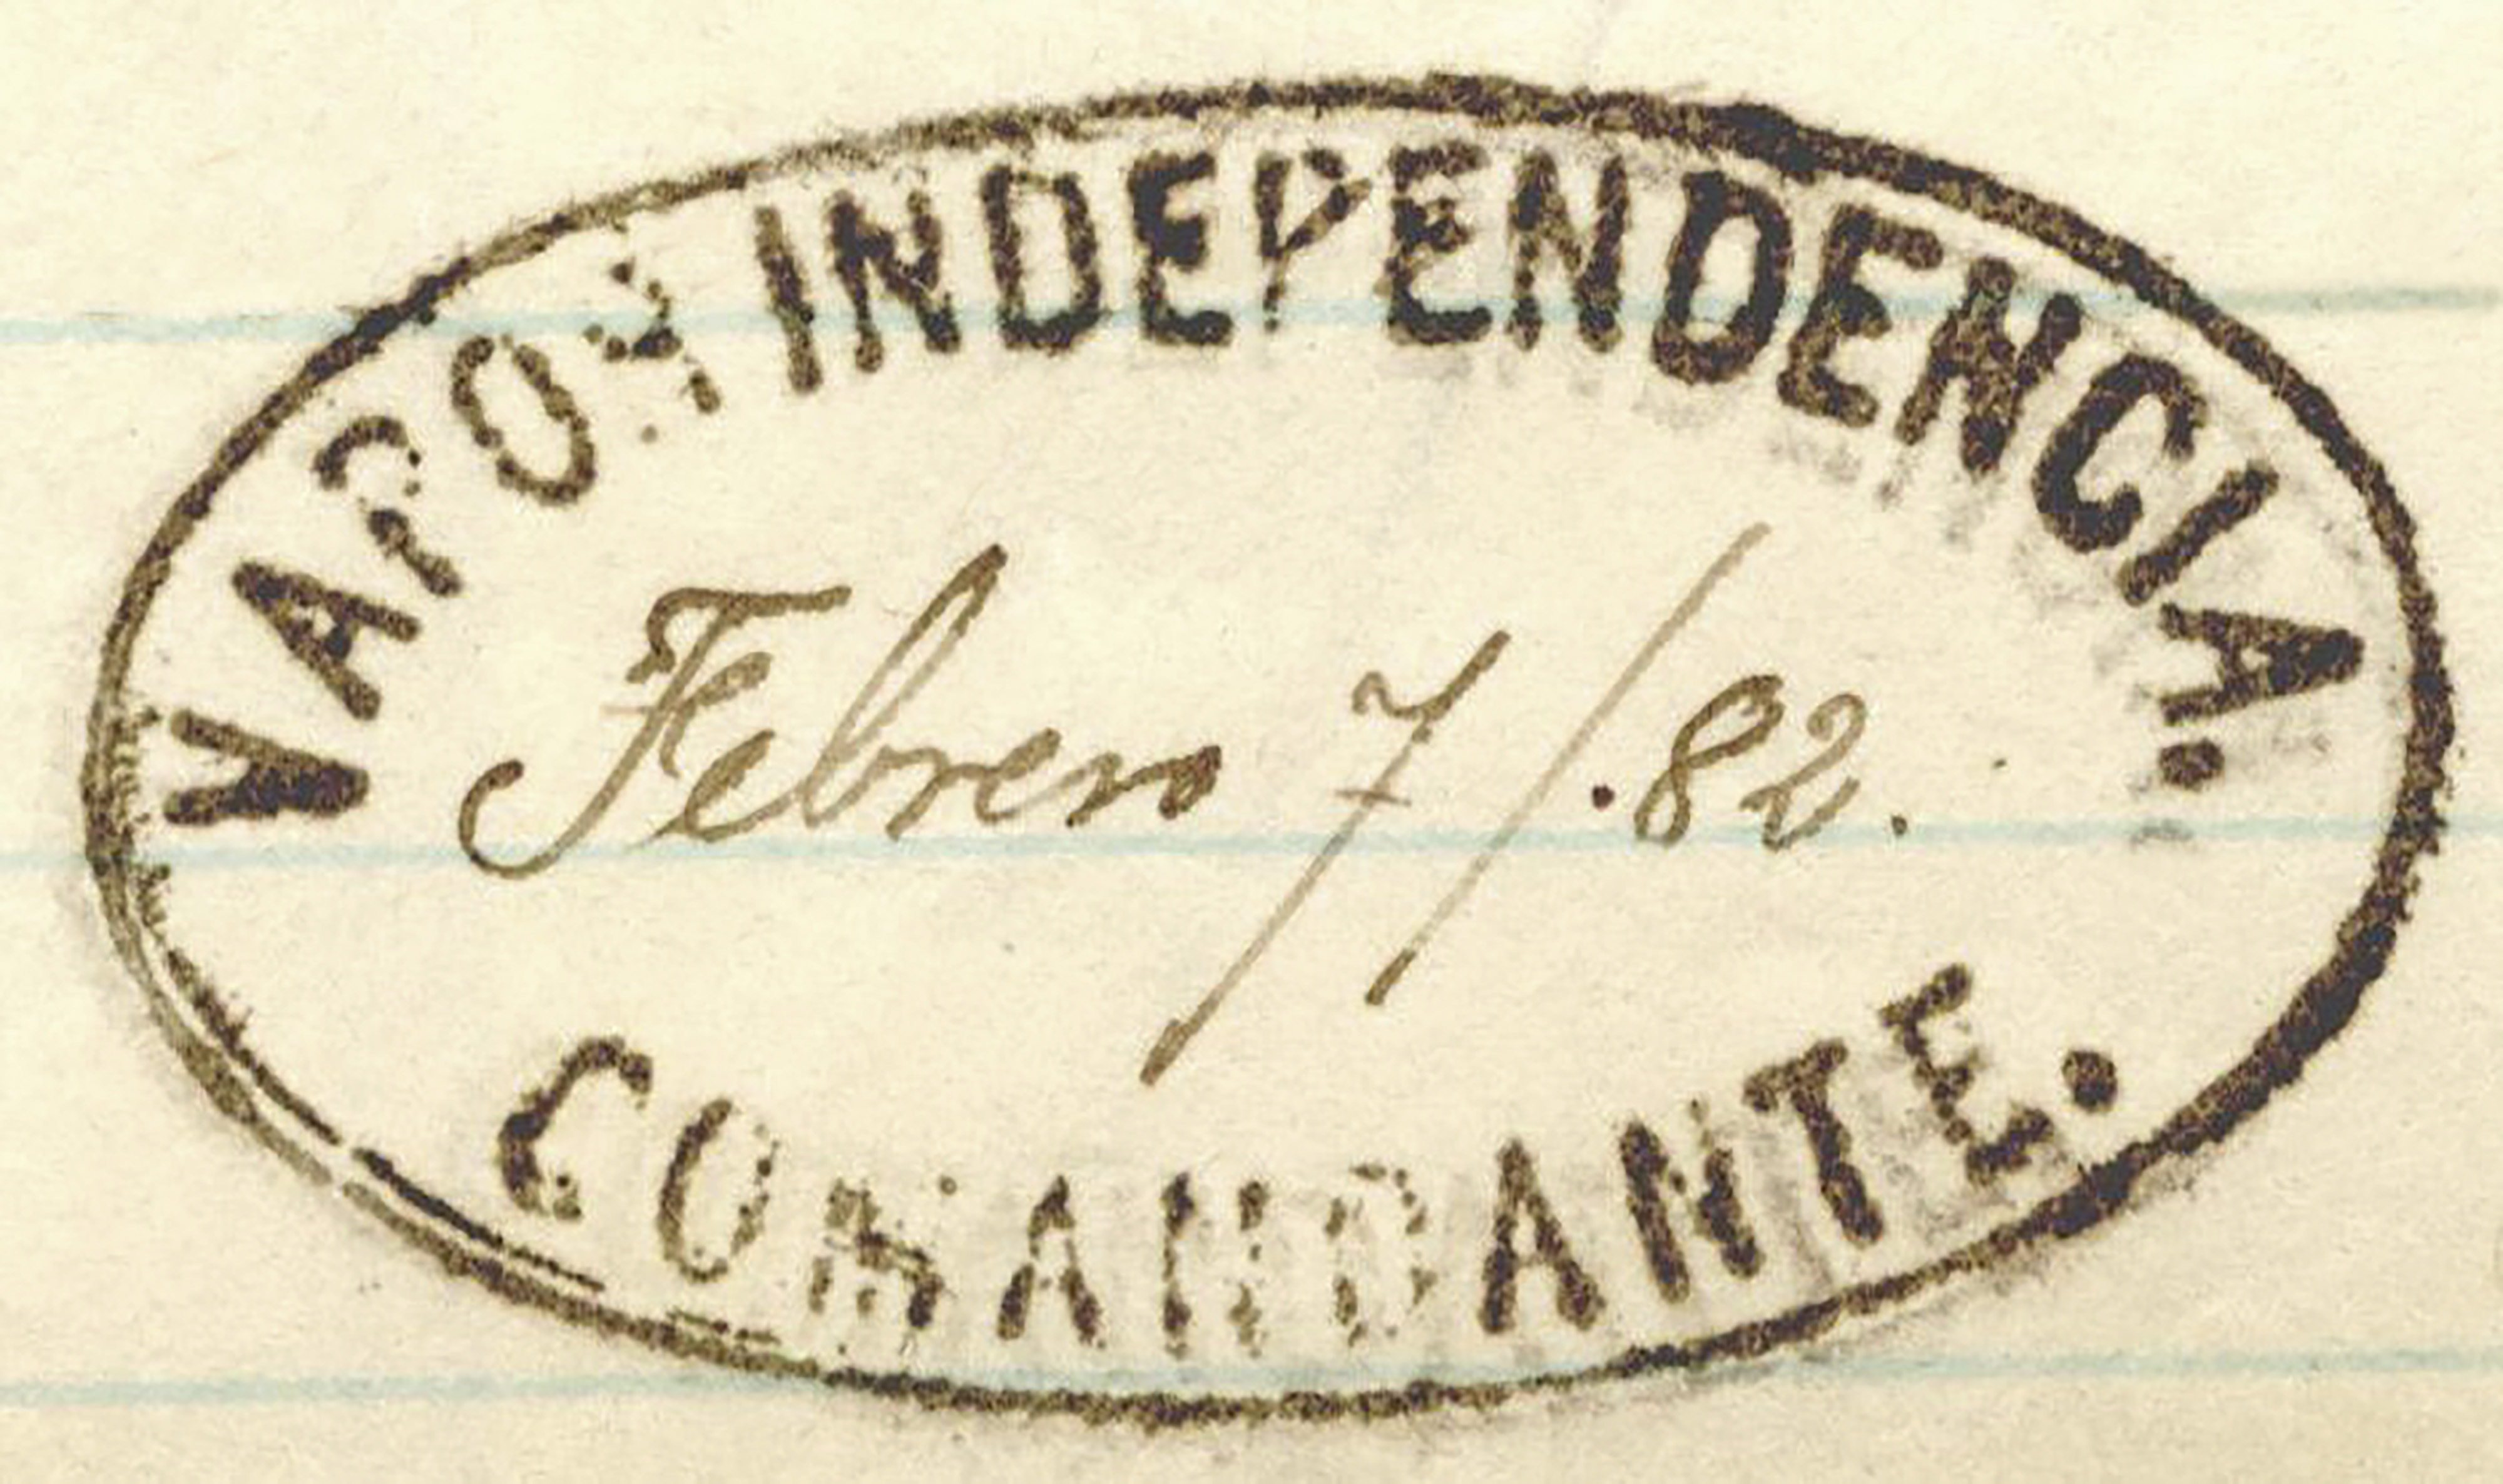 VAPOR INDEPENDENCIA.
Febrero 7/.82.
COMANDANTE.